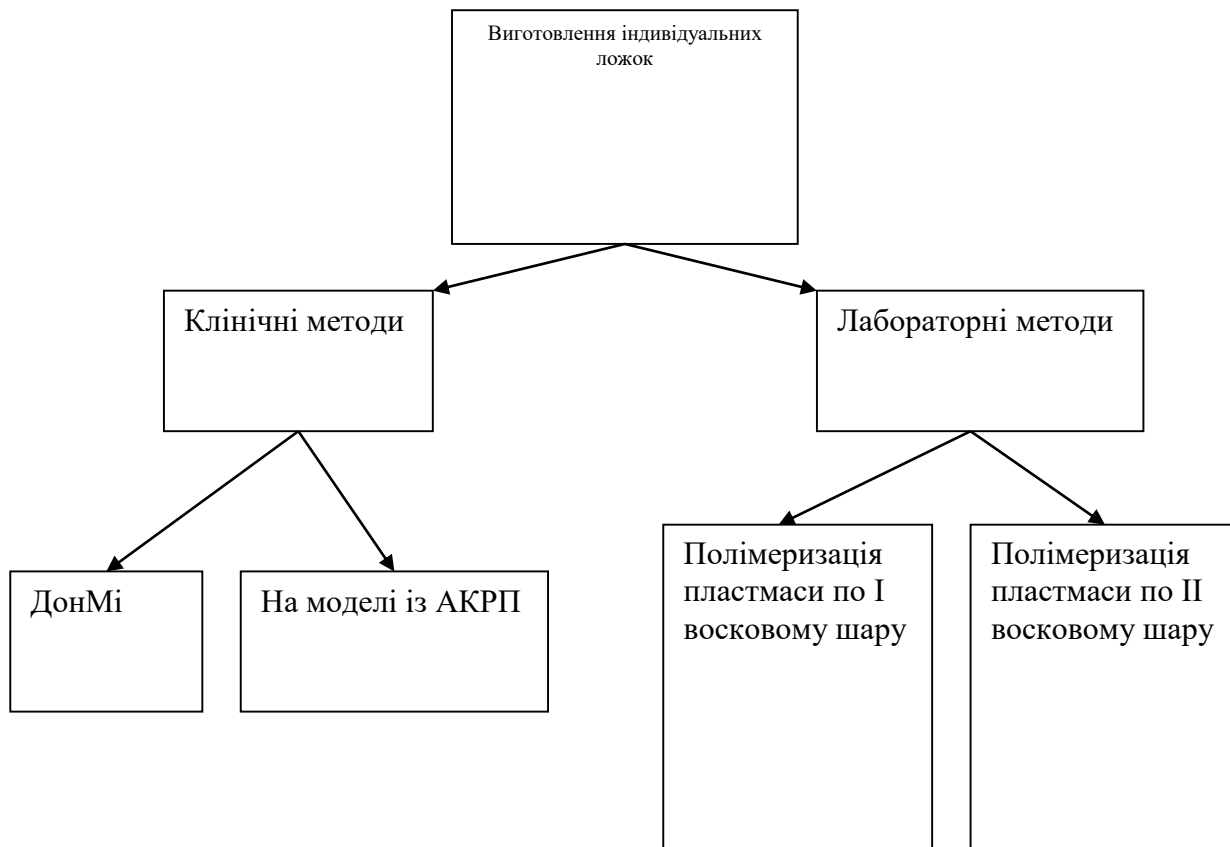 Виготовлення індивідуальних
ложок
Клінічні методи
Лабораторні методи
ДонМі
На моделі із АКРП
Полімеризація
пластмаси по І
восковому шару
Полімеризація
пластмаси по ІІ
восковому шару